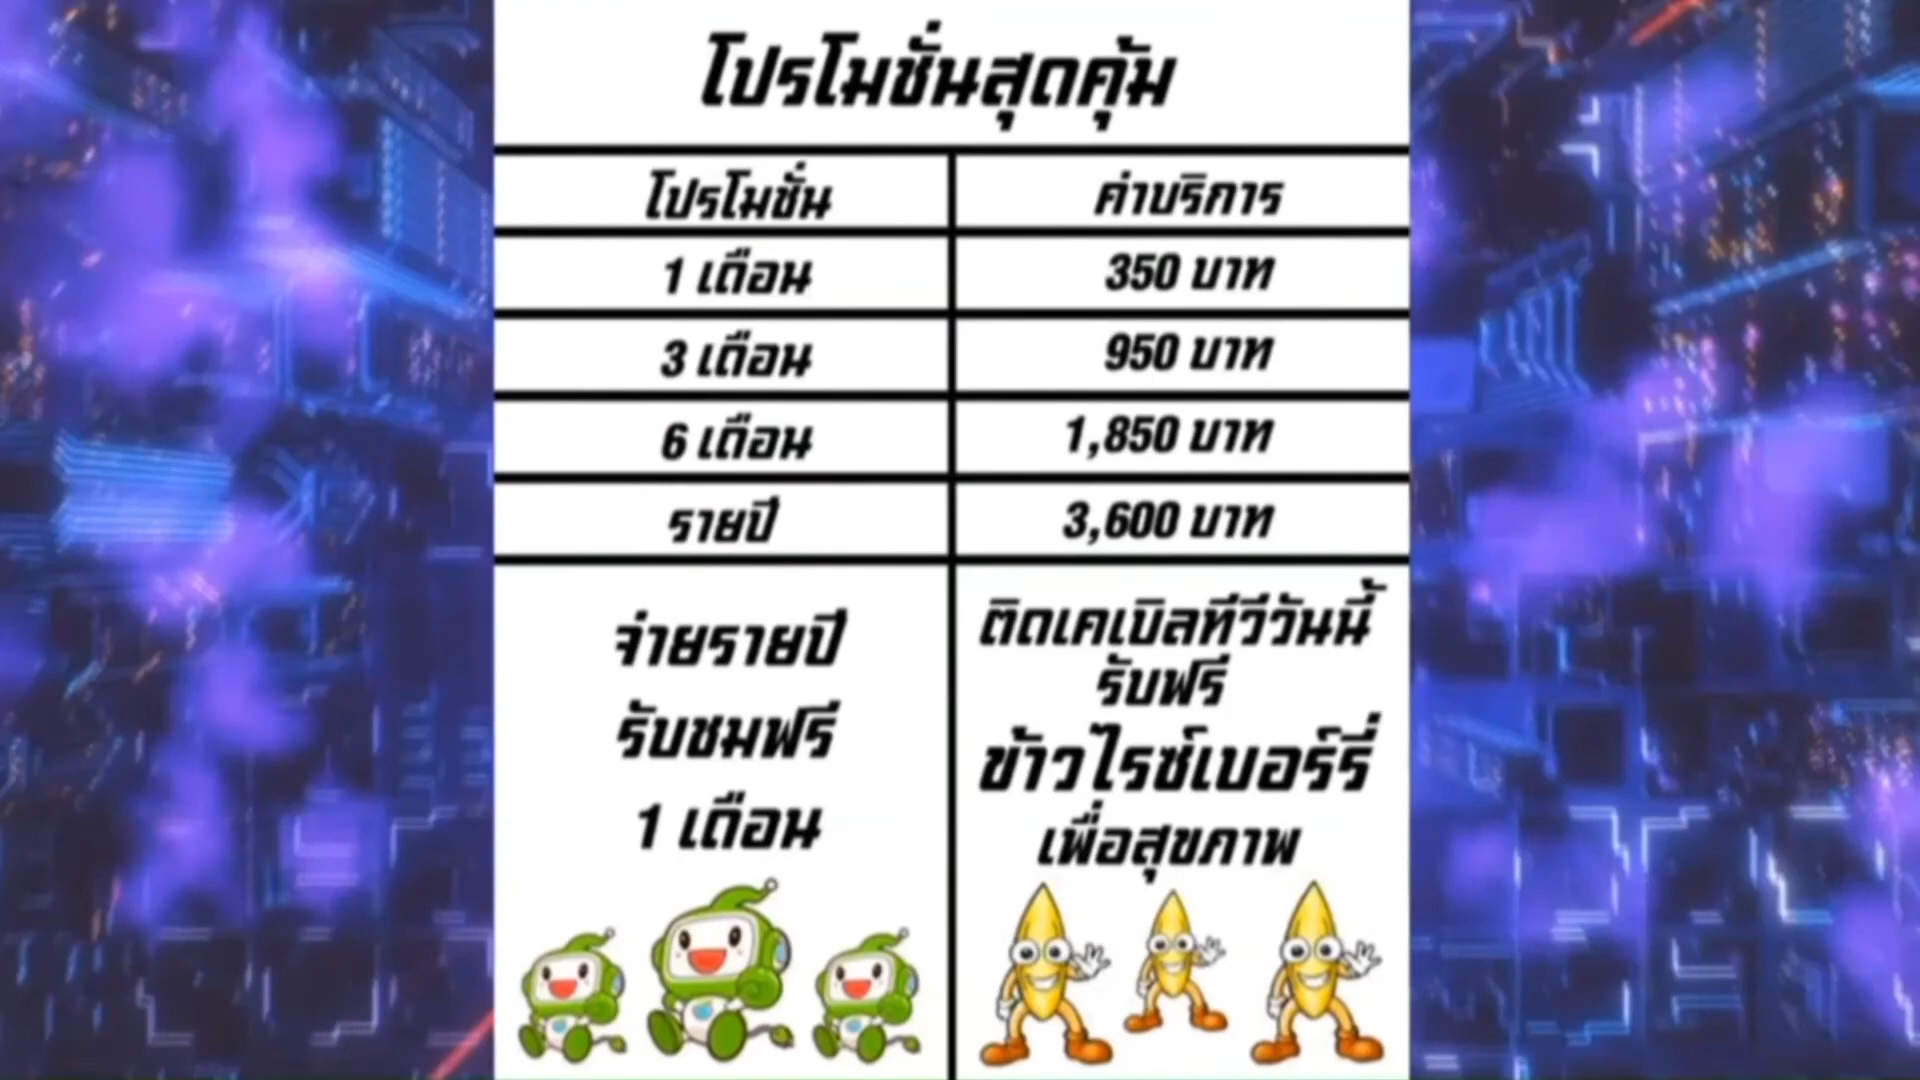 โปรโมชั่นสุดคุ้ม
โปรโมชั่น ค่าบริการ
1 เดือน 350 บาท
3 เดือน 950 บาท
6 เดือน 1,850 บาท
รายปี 3,600 บาท
จ่ายรายปี
รับชมฟรี
1 เดือน
ติดเคเบิลทีวีวันนี้
รับฟรี
ข้าวไรซ์เบอร์รี่
เพื่อสุขภาพ